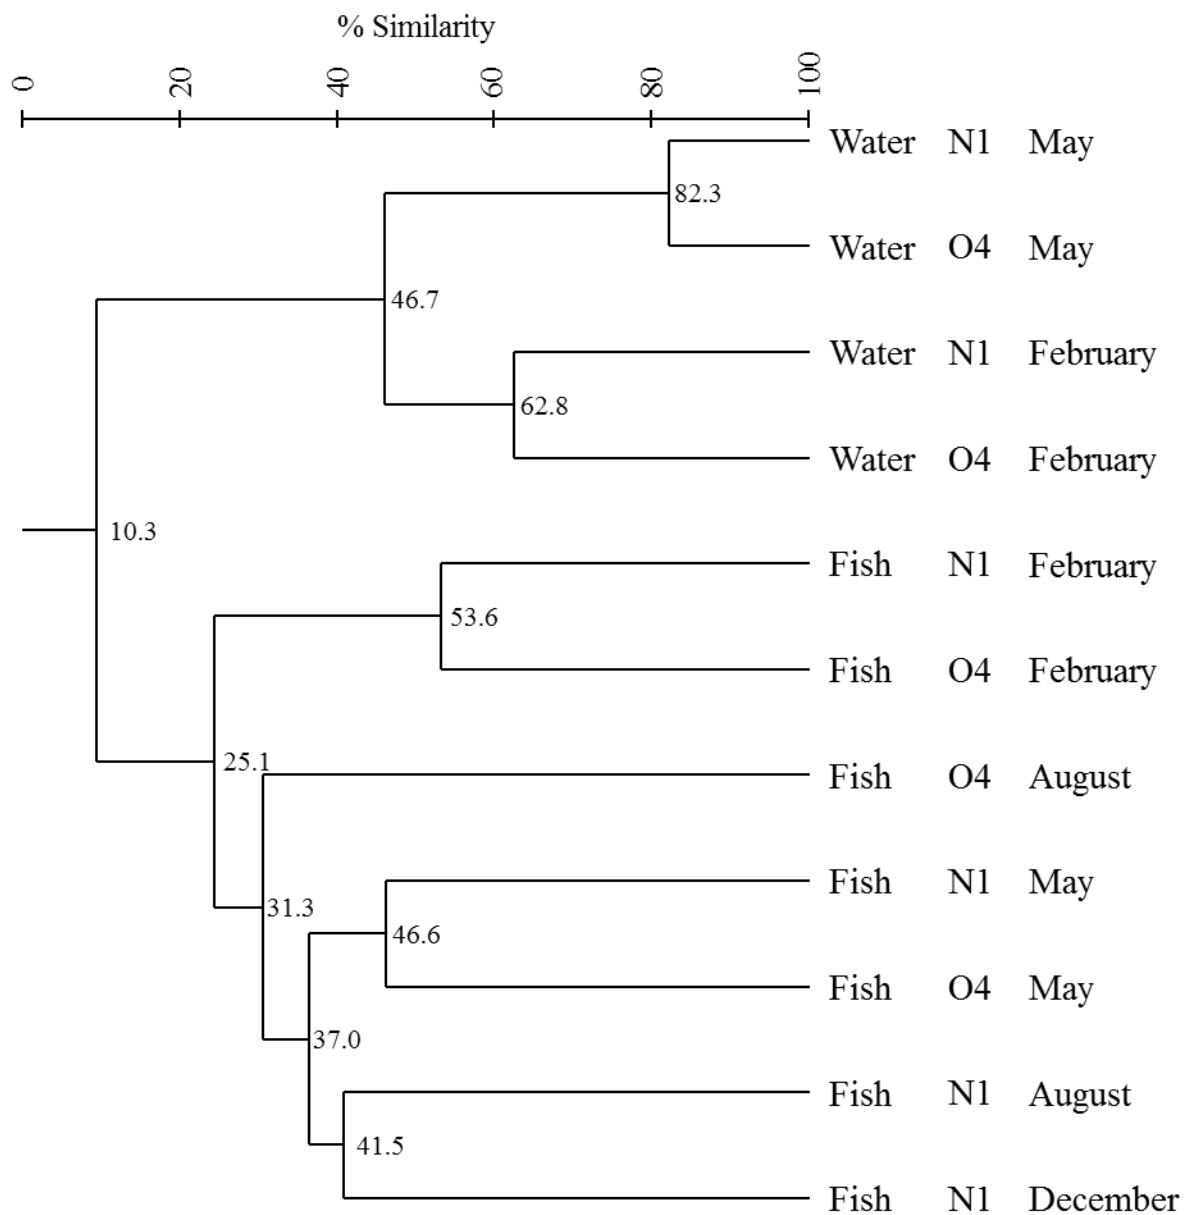 % Similarity
0 20 40 60 80 100
Water N1 May
82.3
Water O4 May
46.7
Water N1 February
62.8
Water O4 February
10.3
Fish N1 February
53.6
Fish O4 February
25.1
Fish O4 August
Fish N1 May
31.3
46.6
Fish O4 May
37.0
Fish N1 August
41.5
Fish N1 December